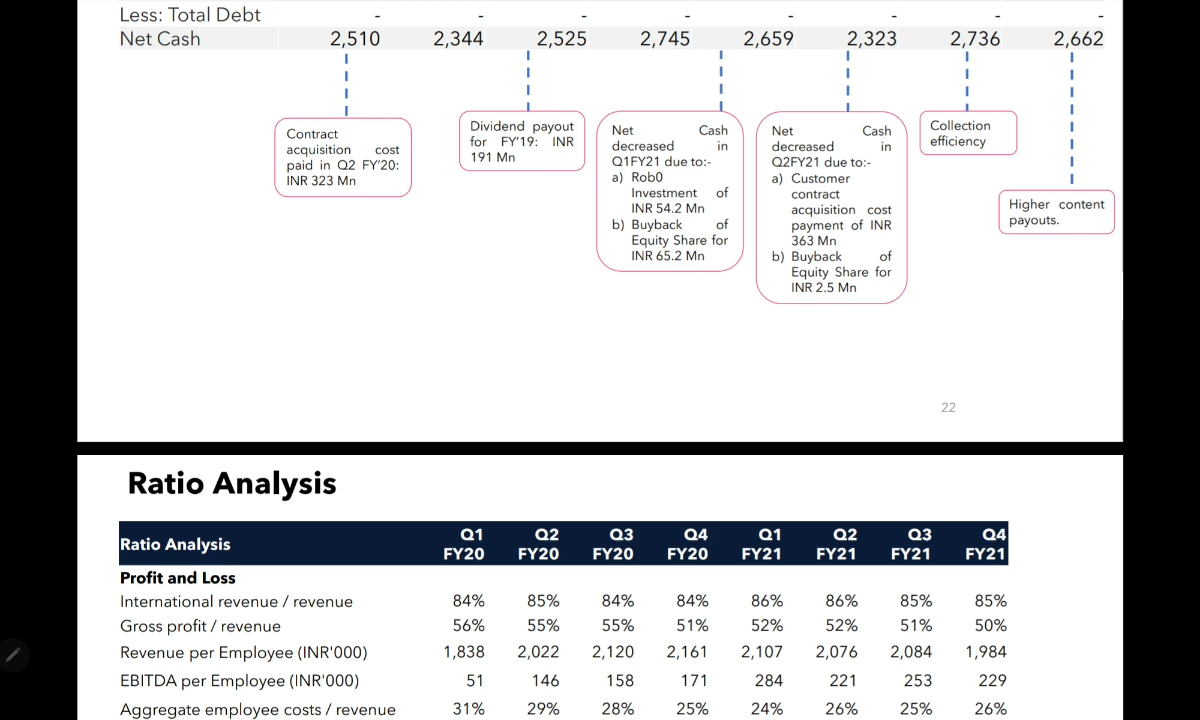 Less: Total Debt - - - - - - - -
Net Cash 2,510 2,344 2,525 2,745 2,659 2,323 2,736 2,662
Contract
acquisition cost
paid in Q2 FY'20:
INR 323 Mn
Dividend payout
for FY'19: INR
191 Mn
Net Cash
decreased in
Q1FY21 due to:-
a) Rob0
Investment of
INR 54.2 Mn
b) Buyback of
Equity Share for
INR 65.2 Mn
Net Cash
decreased in
Q2FY21 due to:-
a) Customer
contract
acquisition cost
payment of INR
363 Mn
b) Buyback of
Equity Share for
INR 2.5 Mn
Collection
efficiency
Higher content
payouts.
22
Ratio Analysis
Ratio Analysis Q1 FY20 Q2 FY20 Q3 FY20 Q4 FY20 Q1 FY21 Q2 FY21 Q3 FY21 Q4 FY21
Profit and Loss
International revenue / revenue 84% 85% 84% 84% 86% 86% 85% 85%
Gross profit / revenue 56% 55% 55% 51% 52% 52% 51% 50%
Revenue per Employee (INR'000) 1,838 2,022 2,120 2,161 2,107 2,076 2,084 1,984
EBITDA per Employee (INR'000) 51 146 158 171 284 221 253 229
Aggregate employee costs / revenue 31% 29% 28% 25% 24% 26% 25% 26%